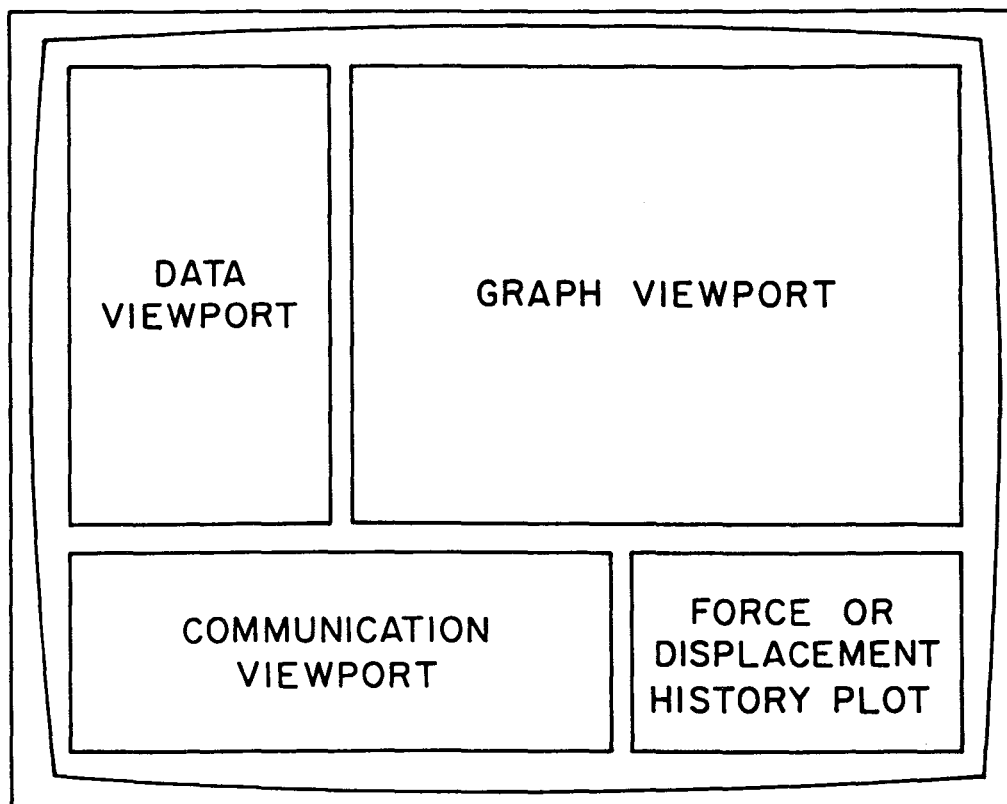 DATA
VIEWPORT
GRAPH VIEWPORT
COMMUNICATION
VIEWPORT
FORCE OR
DISPLACEMENT
HISTORY PLOT